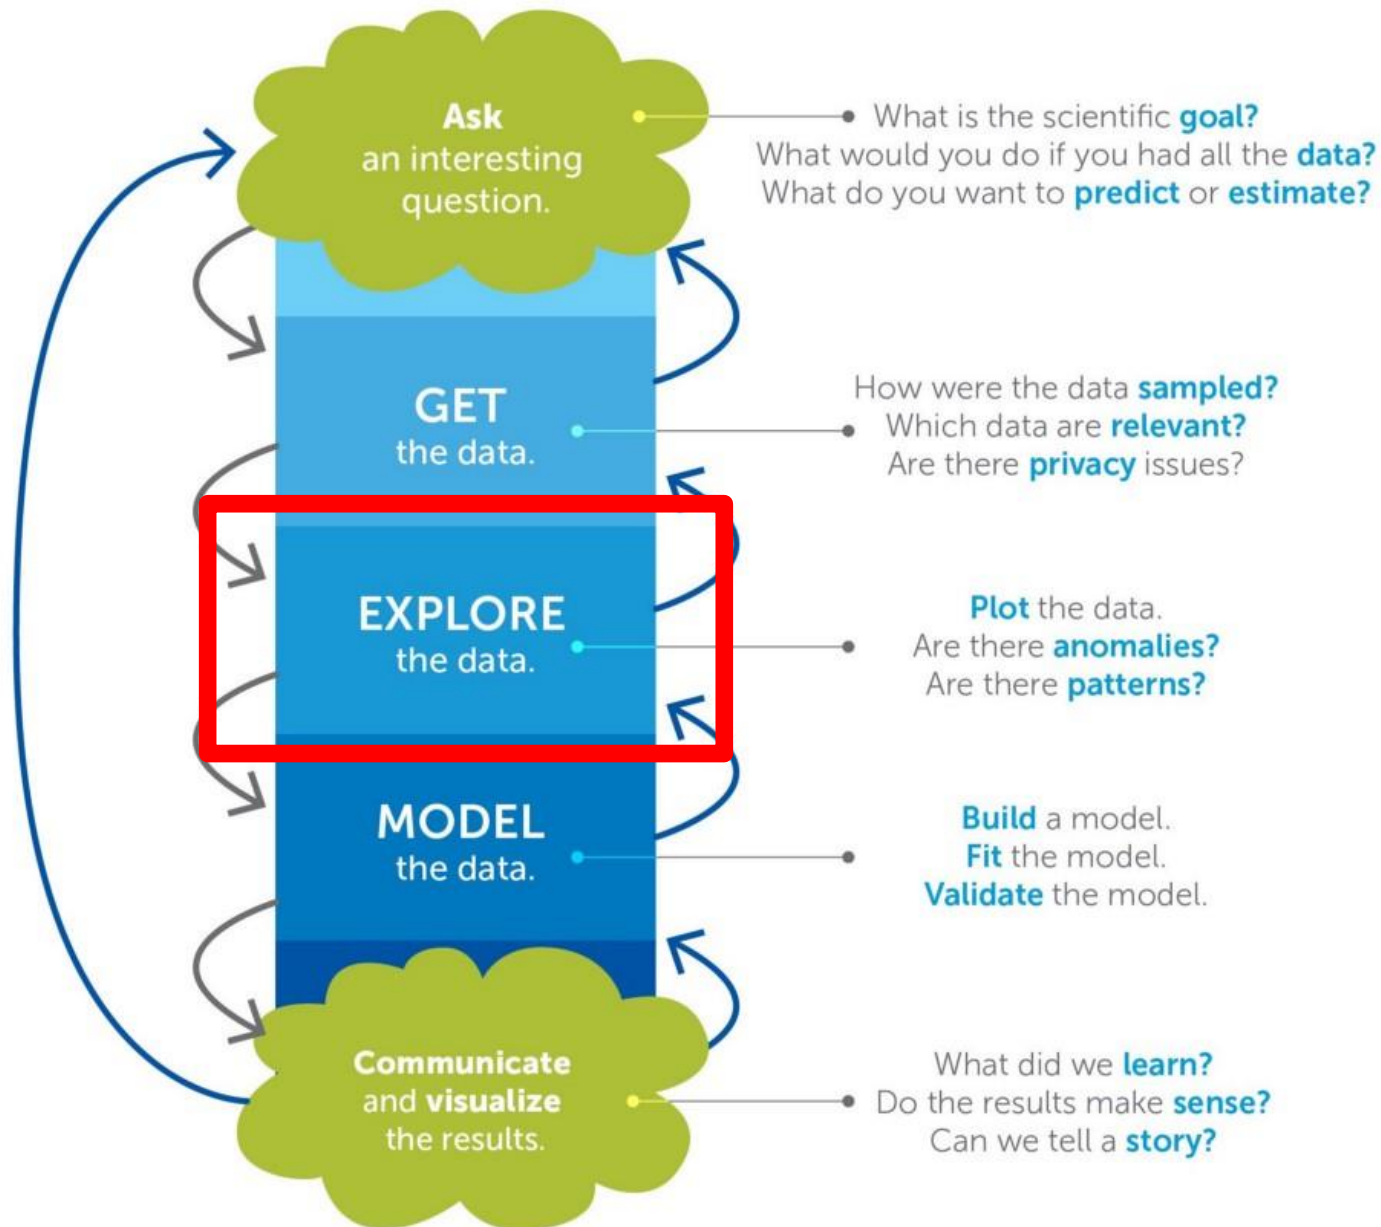 Ask
an interesting
question.
What is the scientific goal?
What would you do if you had all the data?
What do you want to predict or estimate?
GET
the data.
How were the data sampled?
Which data are relevant?
Are there privacy issues?
EXPLORE
the data.
Plot the data.
Are there anomalies?
Are there patterns?
MODEL
the data.
Build a model.
Fit the model.
Validate the model.
Communicate
and visualize
the results.
What did we learn?
Do the results make sense?
Can we tell a story?